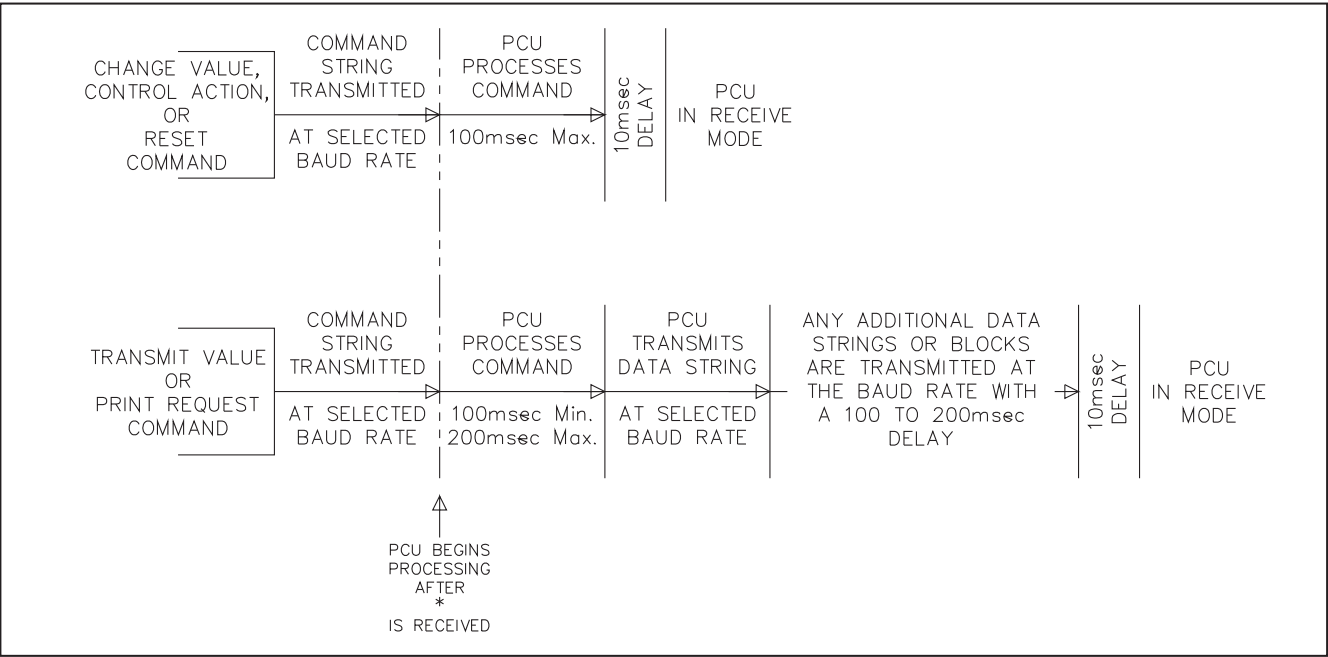 CHANGE VALUE,
CONTROL ACTION,
OR
RESET
COMMAND
COMMAND
STRING
TRANSMITTED
AT SELECTED
BAUD RATE
PCU
PROCESSES
COMMAND
100msec Max.
10msec
DELAY
PCU
IN RECEIVE
MODE
TRANSMIT VALUE
OR
PRINT REQUEST
COMMAND
COMMAND
STRING
TRANSMITTED
AT SELECTED
BAUD RATE
PCU
PROCESSES
COMMAND
100msec Min.
200msec Max.
PCU
TRANSMITS
DATA STRING
AT SELECTED
BAUD RATE
ANY ADDITIONAL DATA
STRINGS OR BLOCKS
ARE TRANSMITTED AT
THE BAUD RATE WITH
A 100 TO 200msec
DELAY
10msec
DELAY
PCU
IN RECEIVE
MODE
PCU BEGINS
PROCESSING
AFTER
*
IS RECEIVED